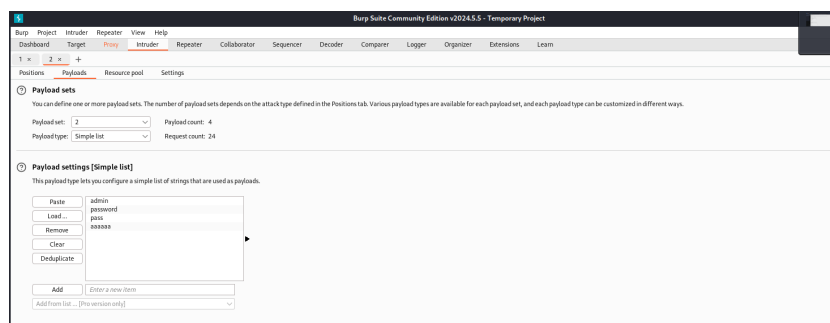 Burp Suite Community Edition v2024.5.5 - Temporary Project
Burp Project Intruder Repeater View Help
Dashboard Target Proxy Intruder Repeater Collaborator Sequencer Decoder Comparer Logger Organizer Extensions Learn
1 × 2 × +
Positions Payloads Resource pool Settings
? Payload sets
You can define one or more payload sets. The number of payload sets depends on the attack type defined in the Positions tab. Various payload types are available for each payload set, and each payload type can be customized in different ways.
Payload set: 2 Payload count: 4
Payload type: Simple list Request count: 24
? Payload settings [Simple list]
This payload type lets you configure a simple list of strings that are used as payloads.
Paste admin
password
Load ... pass
Remove aaaaaa
Clear
Deduplicate
Add Enter a new item
Add from list ... [Pro version only]